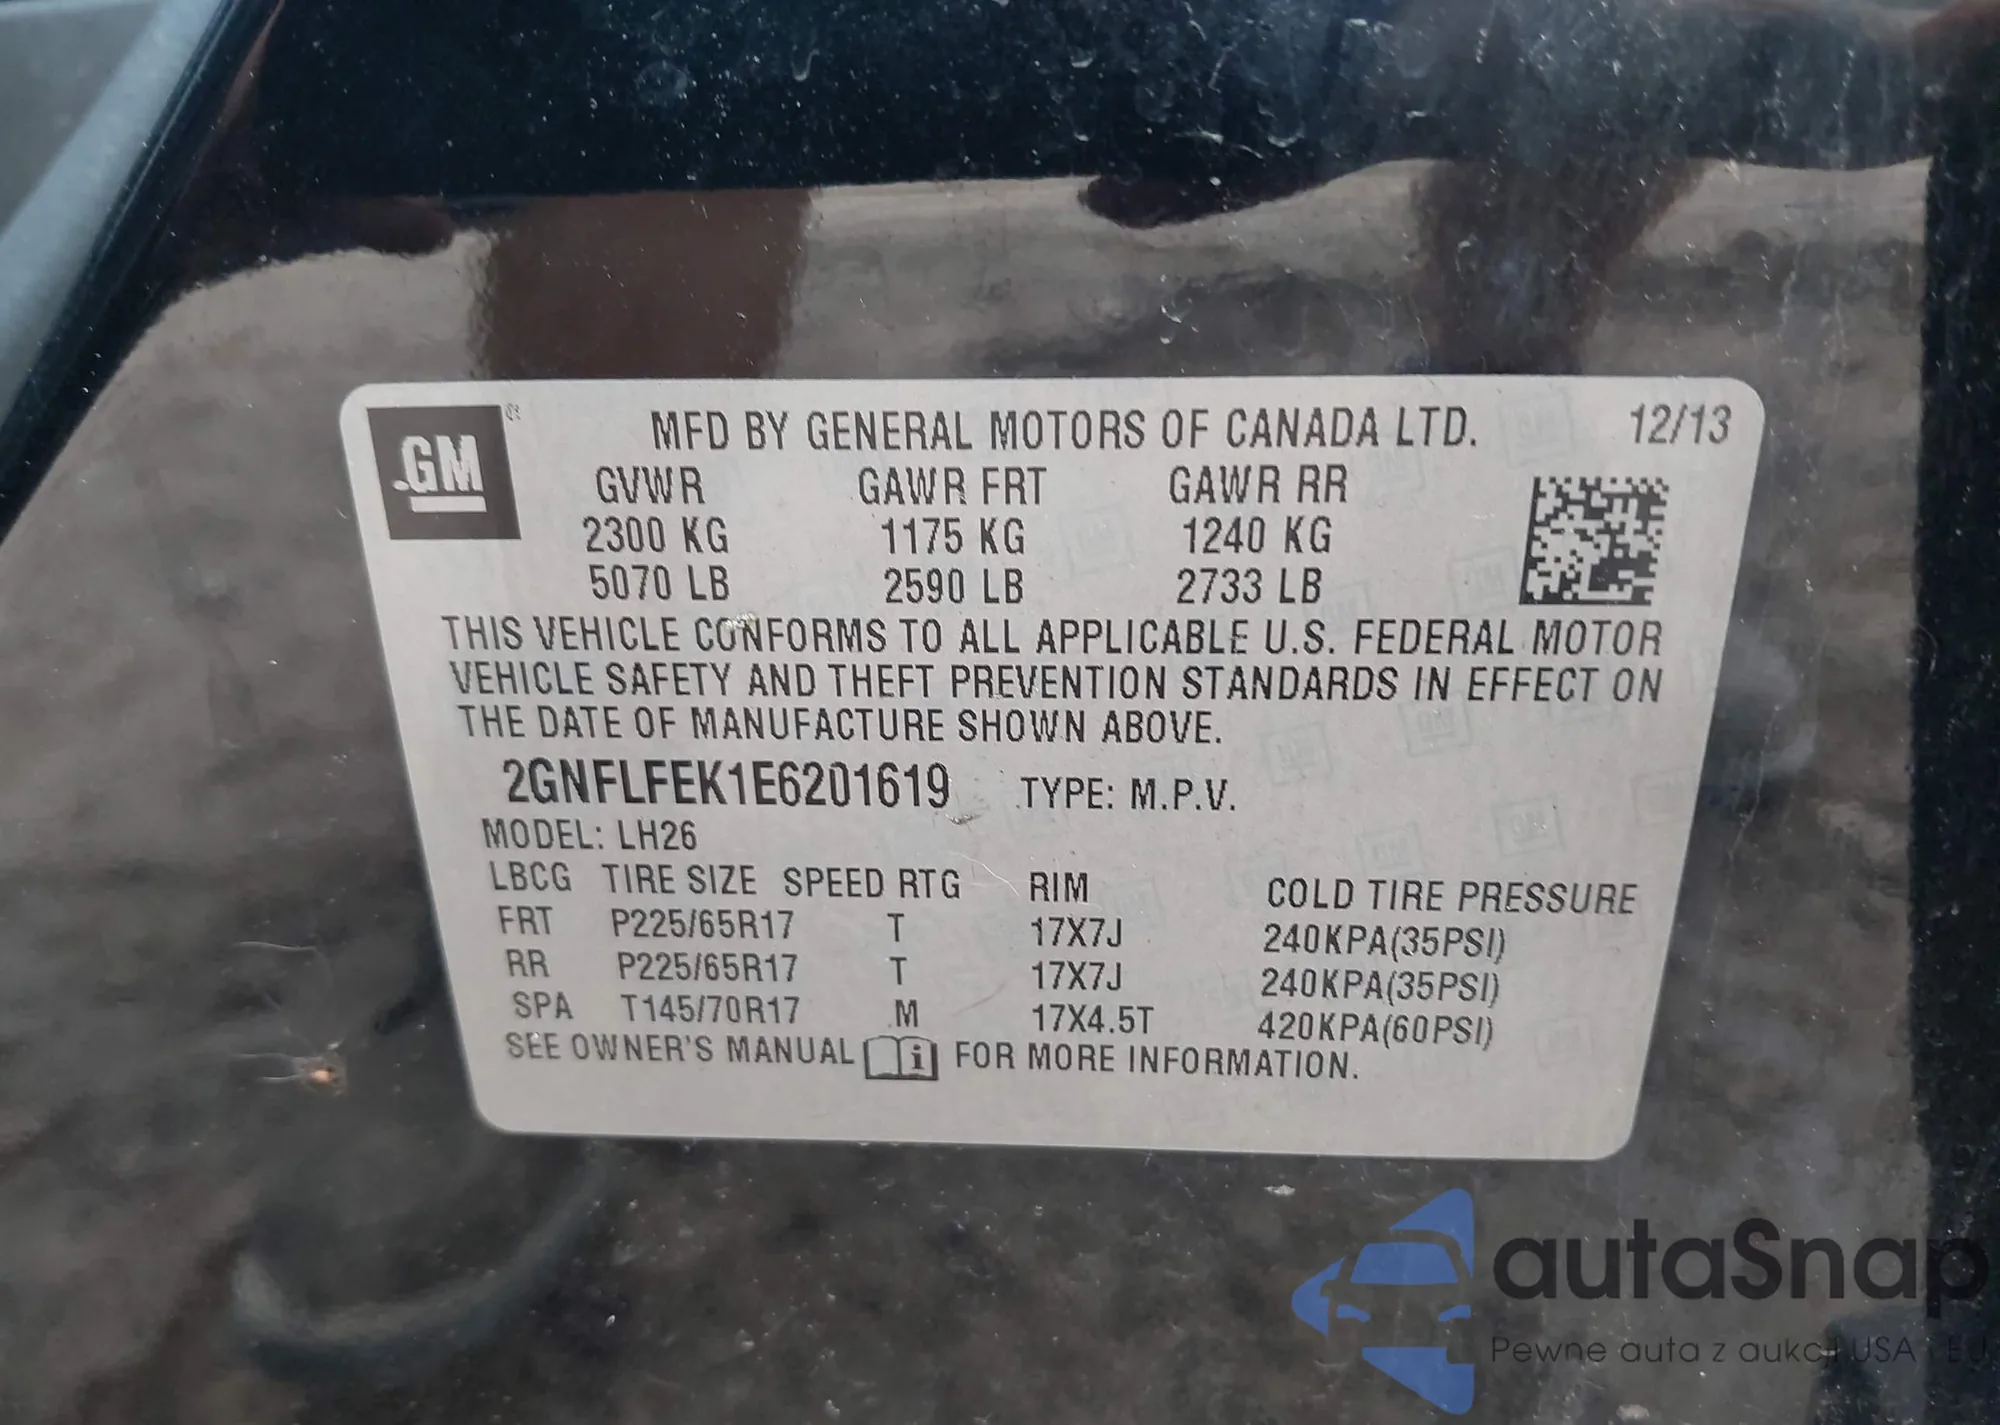 GM
MFD BY GENERAL MOTORS OF CANADA LTD. 12/13
GVWR GAWR FRT GAWR RR
2300 KG 1175 KG 1240 KG
5070 LB 2590 LB 2733 LB
THIS VEHICLE CONFORMS TO ALL APPLICABLE U.S. FEDERAL MOTOR
VEHICLE SAFETY AND THEFT PREVENTION STANDARDS IN EFFECT ON
THE DATE OF MANUFACTURE SHOWN ABOVE.
2GNFLFEK1E6201619 TYPE: M.P.V.
MODEL: LH26
LBCG TIRE SIZE SPEED RTG RIM COLD TIRE PRESSURE
FRT P225/65R17 T 17X7J 240KPA(35PSI)
RR P225/65R17 T 17X7J 240KPA(35PSI)
SPA T145/70R17 M 17X4.5T 420KPA(60PSI)
SEE OWNER'S MANUAL i FOR MORE INFORMATION.
autaSnap
Pewne auta z aukcji USA i EU